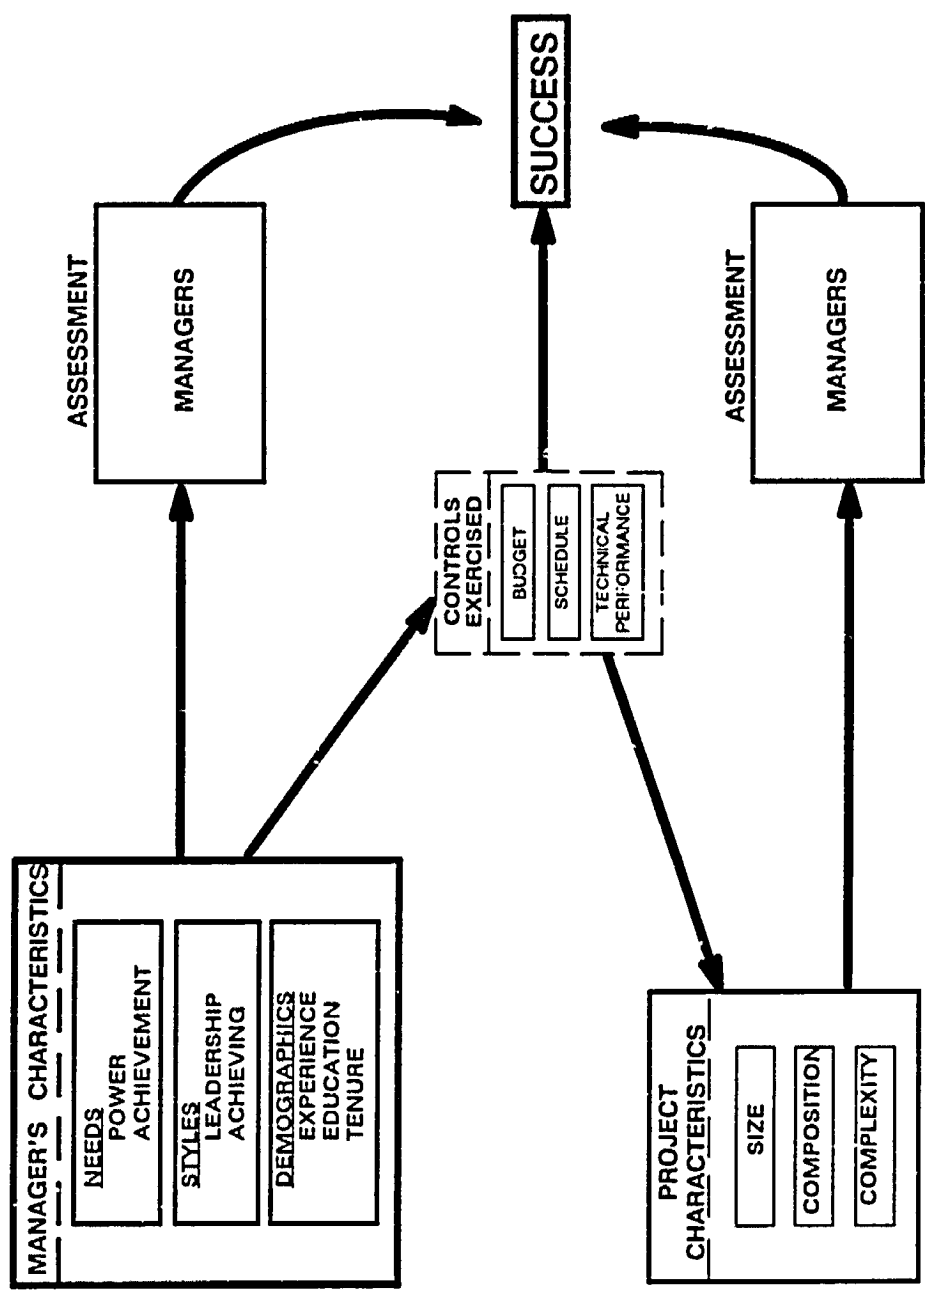 MANAGER'S CHARACTERISTICS
NEEDS
POWER
ACHIEVEMENT
STYLES
LEADERSHIP
ACHIEVING
DEMOGRAPHICS
EXPERIENCE
EDUCATION
TENURE
ASSESSMENT
MANAGERS
CONTROLS
EXERCISED
BUDGET
SCHEDULE
TECHNICAL
PERFORMANCE
SUCCESS
PROJECT
CHARACTERISTICS
SIZE
COMPOSITION
COMPLEXITY
ASSESSMENT
MANAGERS